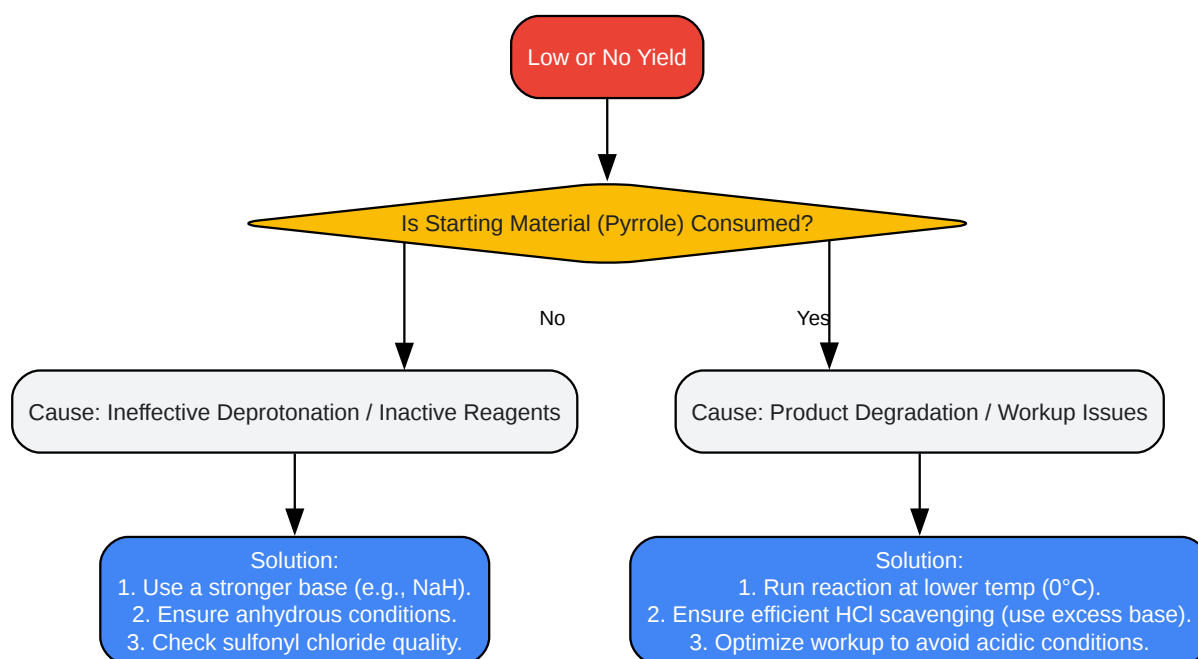 Low or No Yield
Is Starting Material (Pyrrole) Consumed?
No
Yes
Cause: Ineffective Deprotonation / Inactive Reagents
Cause: Product Degradation / Workup Issues
Solution:
1. Use a stronger base (e.g., NaH).
2. Ensure anhydrous conditions.
3. Check sulfonyl chloride quality.
Solution:
1. Run reaction at lower temp (0°C).
2. Ensure efficient HCl scavenging (use excess base).
3. Optimize workup to avoid acidic conditions.